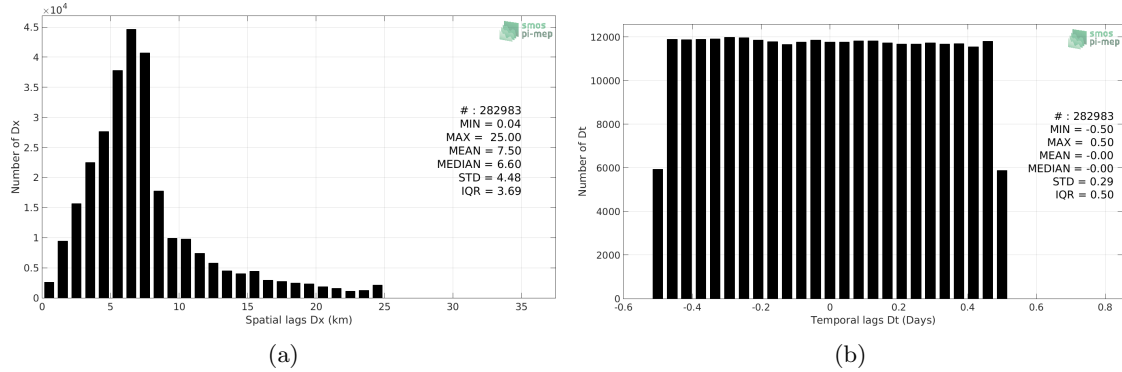 ×10⁴
4.5
4
3.5
3
2.5
2
1.5
1
0.5
0
Number of Dx
smos
pi-mep
# : 282983
MIN = 0.04
MAX = 25.00
MEAN = 7.50
MEDIAN = 6.60
STD = 4.48
IQR = 3.69
0 5 10 15 20 25 30 35
Spatial lags Dx (km)
(a)
12000
10000
8000
6000
4000
2000
0
Number of Dt
smos
pi-mep
# : 282983
MIN = -0.50
MAX = 0.50
MEAN = -0.00
MEDIAN = -0.00
STD = 0.29
IQR = 0.50
-0.6 -0.4 -0.2 0 0.2 0.4 0.6 0.8
Temporal lags Dt (Days)
(b)